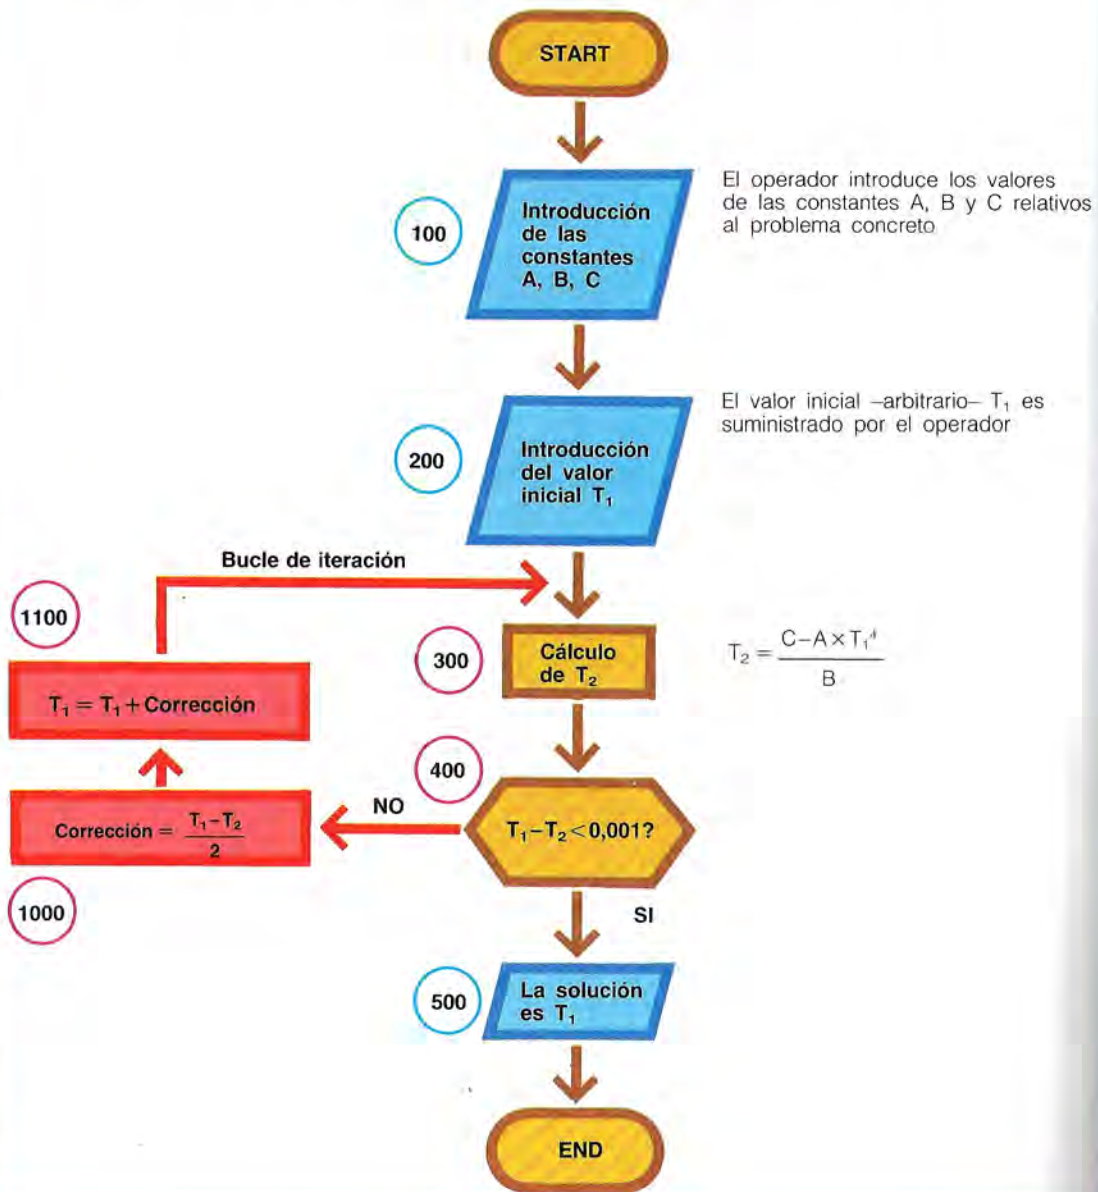 START
100
Introducción
de las
constantes
A, B, C
El operador introduce los valores
de las constantes A, B y C relativos
al problema concreto
200
Introducción
del valor
inicial T₁
El valor inicial –arbitrario– T₁ es
suministrado por el operador
Bucle de iteración
1100
T₁ = T₁ + Corrección
300
Cálculo
de T₂
T₂ = (C–A×T₁⁴)/B
400
T₁–T₂<0,001?
NO
Corrección = (T₁–T₂)/2
1000
SI
500
La solución
es T₁
END